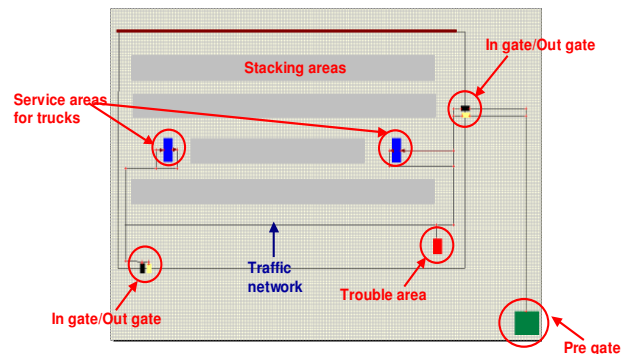 In gate/Out gate
Stacking areas
Service areas
for trucks
Traffic
network
Trouble area
In gate/Out gate
Pre gate